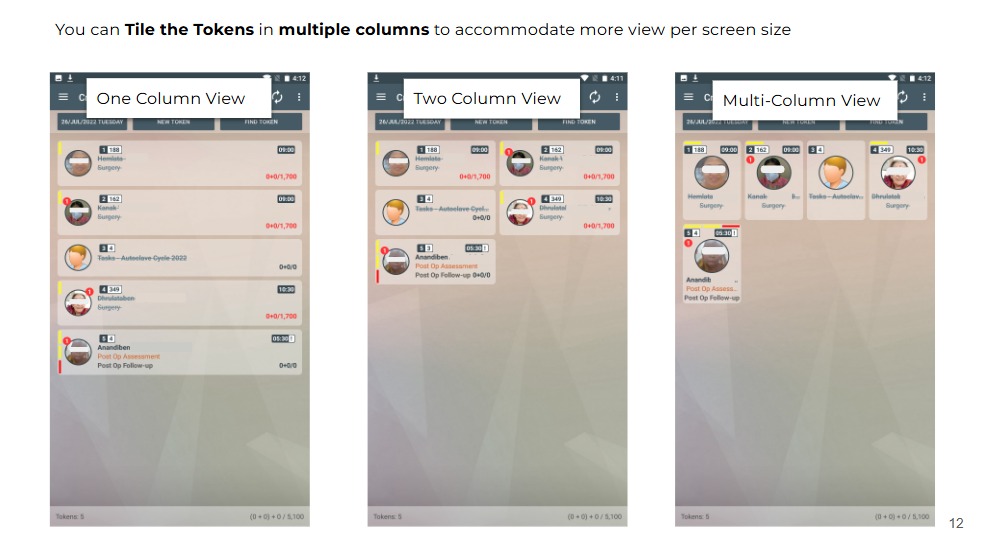 You can Tile the Tokens in multiple columns to accommodate more view per screen size
4:12
One Column View
26/JUL/2022 TUESDAY NEW TOKEN FIND TOKEN
1 188 09:00
Hemlata
Surgery
0+0/1,700
1
2 162 09:00
Kanak
Surgery
0+0/1,700
3 4
Tasks - Autoclave Cycle 2022
0+0/0
1
4 349 10:30
Dhrulataben
Surgery
0+0/1,700
1
5 4 05:30 1
Anandiben
Post Op Assessment
Post Op Follow-up 0+0/0
Tokens: 5 (0 + 0) + 0 / 5,100
4:11
Two Column View
26/JUL/2022 TUESDAY NEW TOKEN FIND TOKEN
1 188 09:00
Hemlata
Surgery
0+0/1,700
1
2 162 09:00
Kanak
Surgery
0+0/1,700
3 4
Tasks - Autoclave Cycl...
0+0/0
1
4 349 10:30
Dhrulatal
Surgery
0+0/1,700
1
5 3 05:30 1
Anandiben
Post Op Assessment
Post Op Follow-up 0+0/0
Tokens: 5 (0 + 0) + 0 / 5,100
4:12
Multi-Column View
26/JUL/2022 TUESDAY NEW TOKEN FIND TOKEN
1 188 09:00
Hemlata
Surgery
2 162 09:00
1
Kanak B...
Surgery
3 4
Tasks - Autoclav...
4 349 10:30
1
Dhrulatab
Surgery
5 4 05:30 1
1
Anandib
Post Op Assess..
Post Op Follow-up
Tokens: 5 (0 + 0) + 0 / 5,100
12